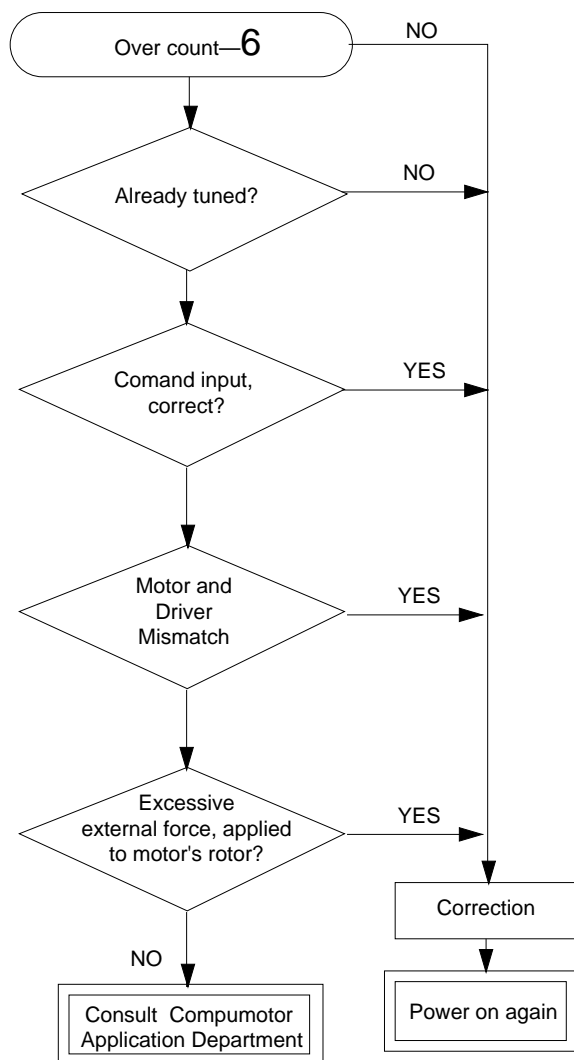 Over count—6
NO
Already tuned?
NO
Comand input,
correct?
YES
Motor and
Driver
Mismatch
YES
Excessive
external force, applied
to motor's rotor?
YES
Correction
NO
Consult Compumotor
Application Department
Power on again